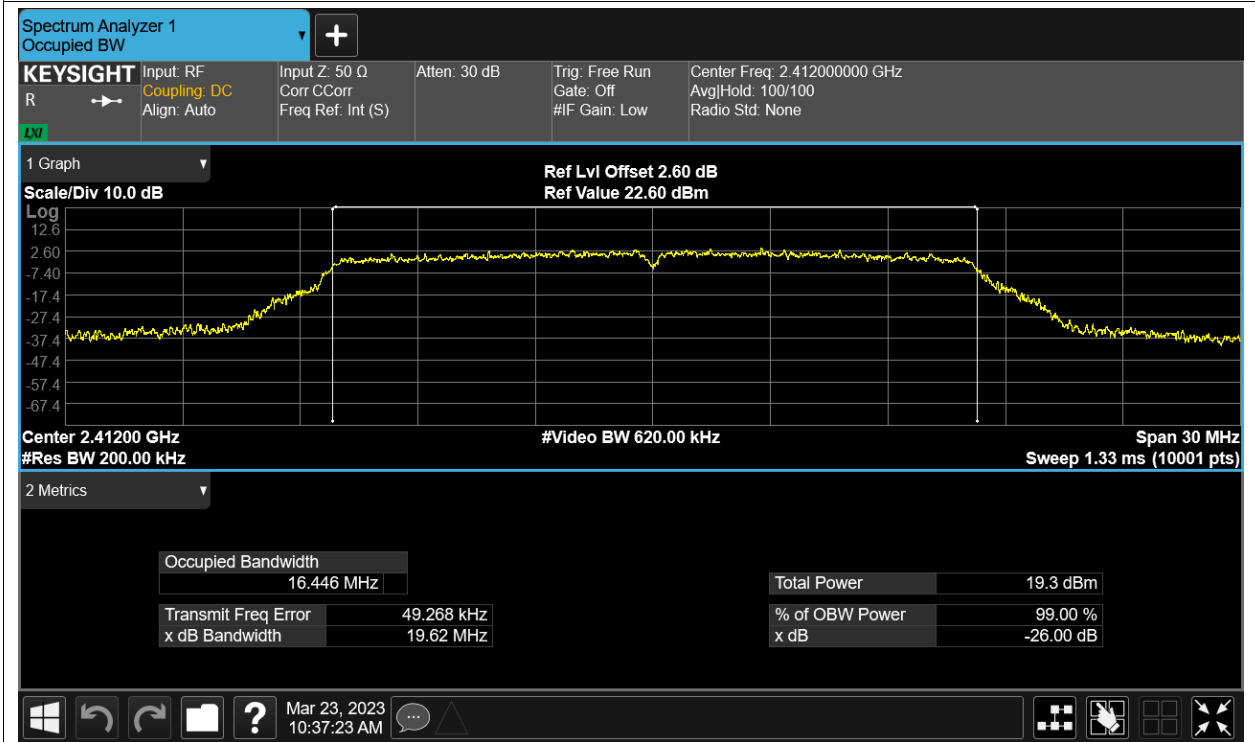 Spectrum Analyzer 1
Occupied BW
KEYSIGHT
R
LXI
Input: RF
Coupling: DC
Align: Auto
Input Z: 50 Ω
Corr CCorr
Freq Ref: Int (S)
Atten: 30 dB
Trig: Free Run
Gate: Off
#IF Gain: Low
Center Freq: 2.412000000 GHz
Avg|Hold: 100/100
Radio Std: None
1 Graph
Scale/Div 10.0 dB
Ref Lvl Offset 2.60 dB
Ref Value 22.60 dBm
Log
12.6
2.60
-7.40
-17.4
-27.4
-37.4
-47.4
-57.4
-67.4
Center 2.41200 GHz
#Res BW 200.00 kHz
#Video BW 620.00 kHz
Span 30 MHz
Sweep 1.33 ms (10001 pts)
2 Metrics
Occupied Bandwidth
16.446 MHz
Transmit Freq Error 49.268 kHz
x dB Bandwidth 19.62 MHz
Total Power 19.3 dBm
% of OBW Power 99.00 %
x dB -26.00 dB
?
Mar 23, 2023
10:37:23 AM